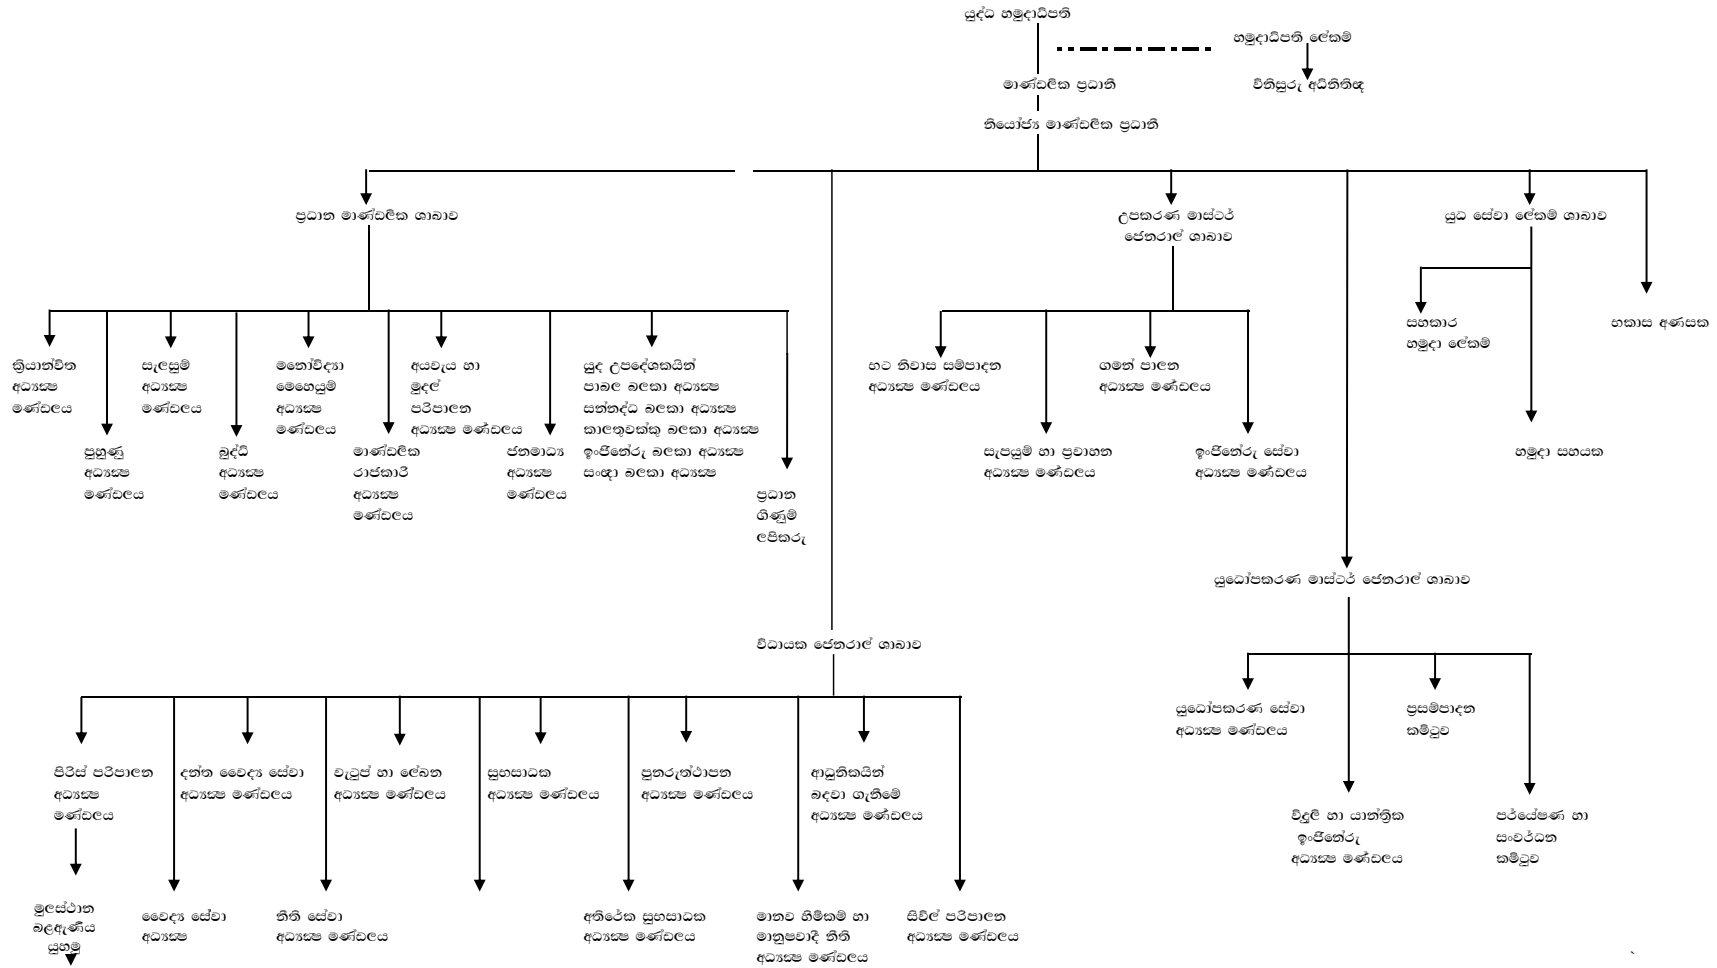 යුද්ධ හමුදාධිපති
හමුදාධිපති ලේකම්
මාණ්ඩලික ප්‍රධානි
විනිසුරු අධිනීතිඥ
නියෝජ්‍ය මාණ්ඩලික ප්‍රධානි
ප්‍රධාන මාණ්ඩලික ශාඛාව
උපකරණ මාස්ටර්
ජෙනරාල් ශාඛාව
යුධ සේවා ලේකම් ශාඛාව
සහකාර
හමුදා ලේකම්
භකාස අණසක
හමුදා සහයක
ක්‍රියාන්විත
අධ්‍යක්‍ෂ
මණ්ඩලය
සැලසුම්
අධ්‍යක්‍ෂ
මණ්ඩලය
මනෝවිද්‍යා
මෙහෙයුම්
අධ්‍යක්‍ෂ
මණ්ඩලය
අයවැය හා
මුදල්
පරිපාලන
අධ්‍යක්‍ෂ මණ්ඩලය
යුද උපදේශකයින්
පාබල බලකා අධ්‍යක්‍ෂ
සන්නද්ධ බලකා අධ්‍යක්‍ෂ
කාලතුවක්කු බලකා අධ්‍යක්‍ෂ
ඉංජිනේරු බලකා අධ්‍යක්‍ෂ
සංඥා බලකා අධ්‍යක්‍ෂ
පුහුණු
අධ්‍යක්‍ෂ
මණ්ඩලය
බුද්ධි
අධ්‍යක්‍ෂ
මණ්ඩලය
මාණ්ඩලික
රාජකාරී
අධ්‍යක්‍ෂ
මණ්ඩලය
ජනමාධ්‍ය
අධ්‍යක්‍ෂ
මණ්ඩලය
ප්‍රධාන
ගිණුම්
ලපිකරු
භට නිවාස සම්පාදන
අධ්‍යක්‍ෂ මණ්ඩලය
ගමන් පාලන
අධ්‍යක්‍ෂ මණ්ඩලය
සැපයුම් හා ප්‍රවාහන
අධ්‍යක්‍ෂ මණ්ඩලය
ඉංජිනේරු සේවා
අධ්‍යක්‍ෂ මණ්ඩලය
යුධෝපකරණ මාස්ටර් ජෙනරාල් ශාඛාව
යුධෝපකරණ සේවා
අධ්‍යක්‍ෂ මණ්ඩලය
ප්‍රසම්පාදන
කමිටුව
විදුලි හා යාන්ත්‍රික
ඉංජිනේරු
අධ්‍යක්‍ෂ මණ්ඩලය
පර්යේෂණ හා
සංවර්ධන
කමිටුව
විධායක ජෙනරාල් ශාඛාව
පිරිස් පරිපාලන
අධ්‍යක්‍ෂ
මණ්ඩලය
දන්ත වෛද්‍ය සේවා
අධ්‍යක්‍ෂ මණ්ඩලය
වැටුප් හා ලේඛන
අධ්‍යක්‍ෂ මණ්ඩලය
සුභසාධක
අධ්‍යක්‍ෂ මණ්ඩලය
පුනරුත්ථාපන
අධ්‍යක්‍ෂ මණ්ඩලය
ආධුනිකයින්
බදවා ගැනීමේ
අධ්‍යක්‍ෂ මණ්ඩලය
මුලස්ථාන
බළඇණිය
යුහමු
වෛද්‍ය සේවා
අධ්‍යක්‍ෂ
නීති සේවා
අධ්‍යක්‍ෂ මණ්ඩලය
අතිරේක සුභසාධක
අධ්‍යක්‍ෂ මණ්ඩලය
මානව හිමිකම් හා
මානුෂවාදී නීති
අධ්‍යක්‍ෂ මණ්ඩලය
සිවිල් පරිපාලන
අධ්‍යක්‍ෂ මණ්ඩලය